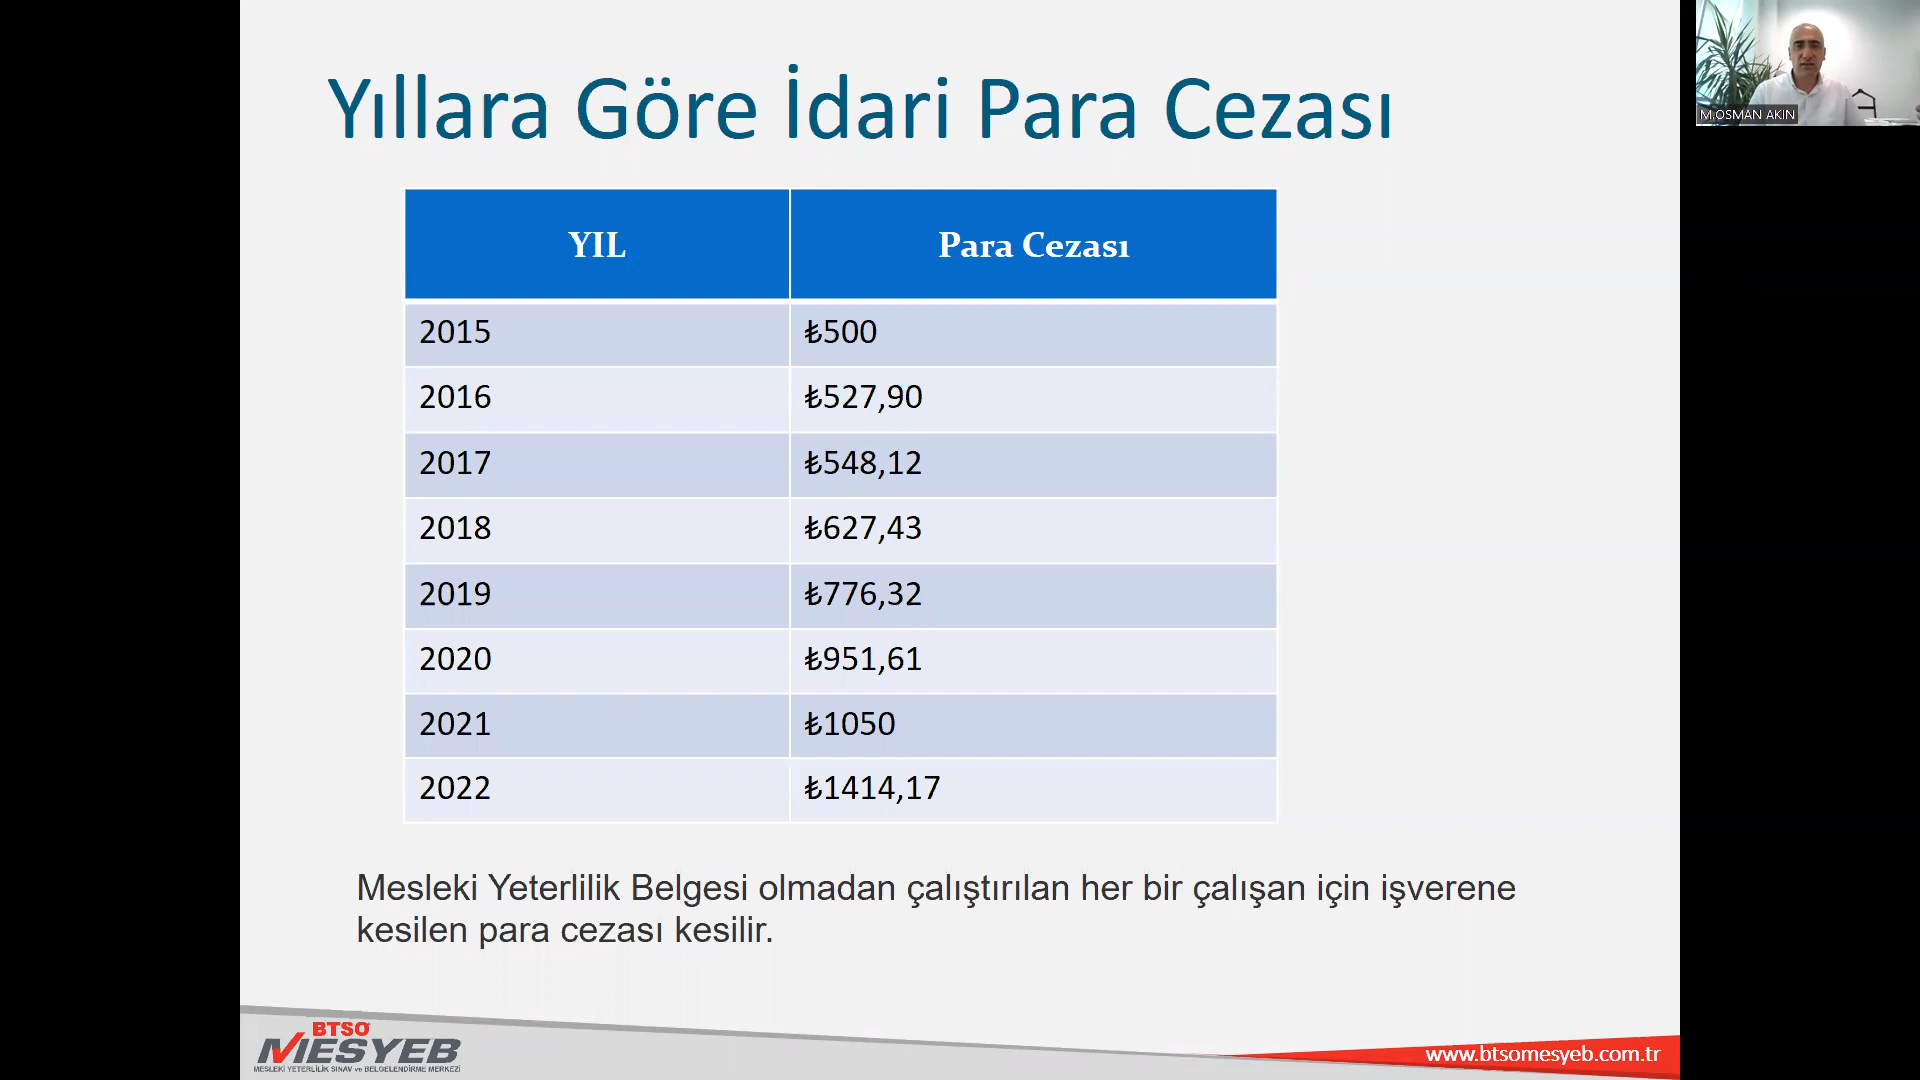 Yıllara Göre İdari Para Cezası
M.OSMAN AKIN
YIL Para Cezası
2015 ₺500
2016 ₺527,90
2017 ₺548,12
2018 ₺627,43
2019 ₺776,32
2020 ₺951,61
2021 ₺1050
2022 ₺1414,17
Mesleki Yeterlilik Belgesi olmadan çalıştırılan her bir çalışan için işverene
kesilen para cezası kesilir.
BTSO
MESYEB
MESLEKİ YETERLİLİK SINAV ve BELGELENDİRME MERKEZİ
www.btsomesyeb.com.tr